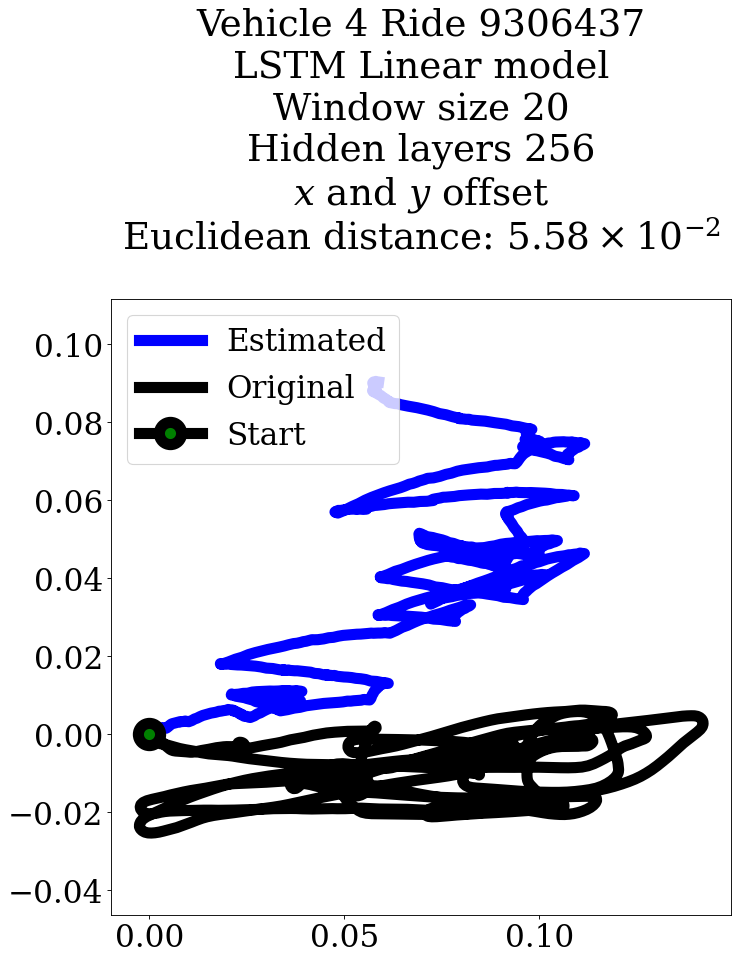 Vehicle 4 Ride 9306437
LSTM Linear model
Window size 20
Hidden layers 256
x and y offset
Euclidean distance: 5.58 × 10⁻²
Estimated
Original
Start
0.10
0.08
0.06
0.04
0.02
0.00
−0.02
−0.04
0.00 0.05 0.10